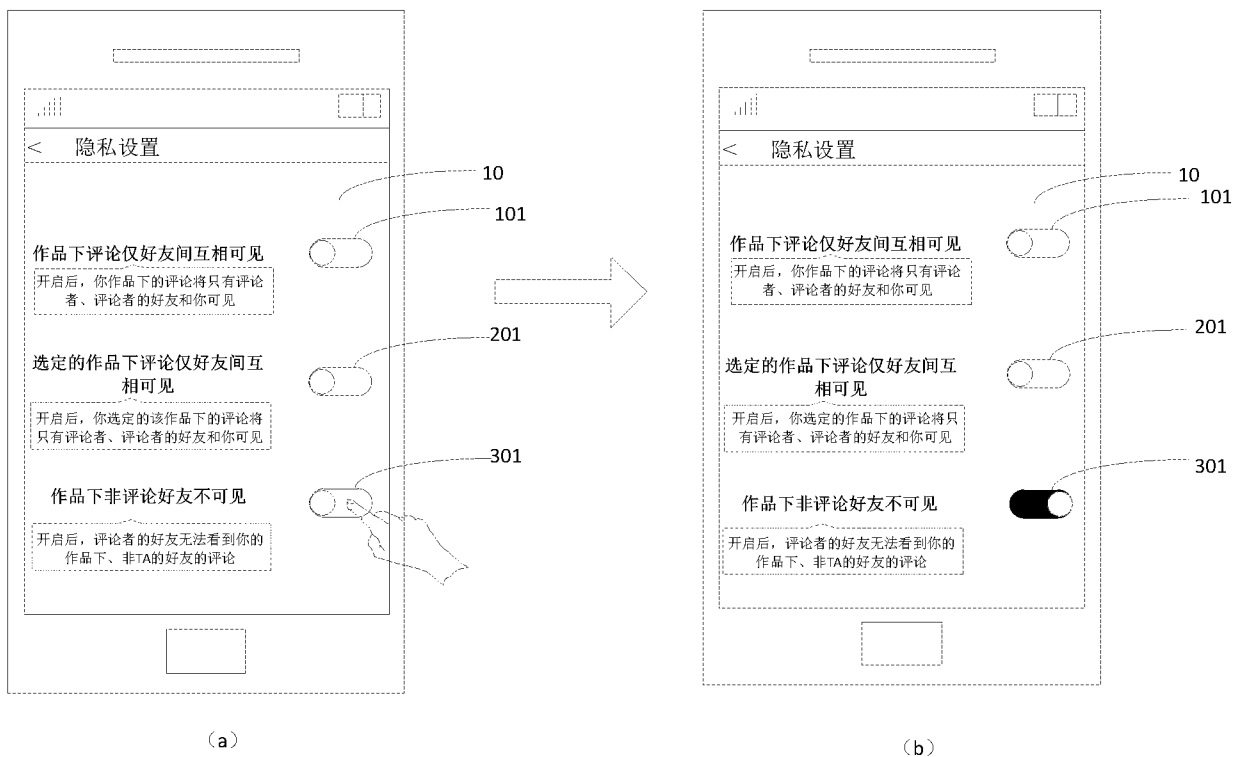 < 隐私设置
10
101
作品下评论仅好友间互相可见
开启后，你作品下的评论将只有评论
者、评论者的好友和你可见
201
选定的作品下评论仅好友间互
相可见
开启后，你选定的该作品下的评论将
只有评论者、评论者的好友和你可见
301
作品下非评论好友不可见
开启后，评论者的好友无法看到你的
作品下、非TA的好友的评论
（a）
< 隐私设置
10
101
作品下评论仅好友间互相可见
开启后，你作品下的评论将只有评论
者、评论者的好友和你可见
201
选定的作品下评论仅好友间互
相可见
开启后，你选定的作品下的评论将只
有评论者、评论者的好友和你可见
301
作品下非评论好友不可见
开启后，评论者的好友无法看到你的
作品下、非TA的好友的评论
（b）